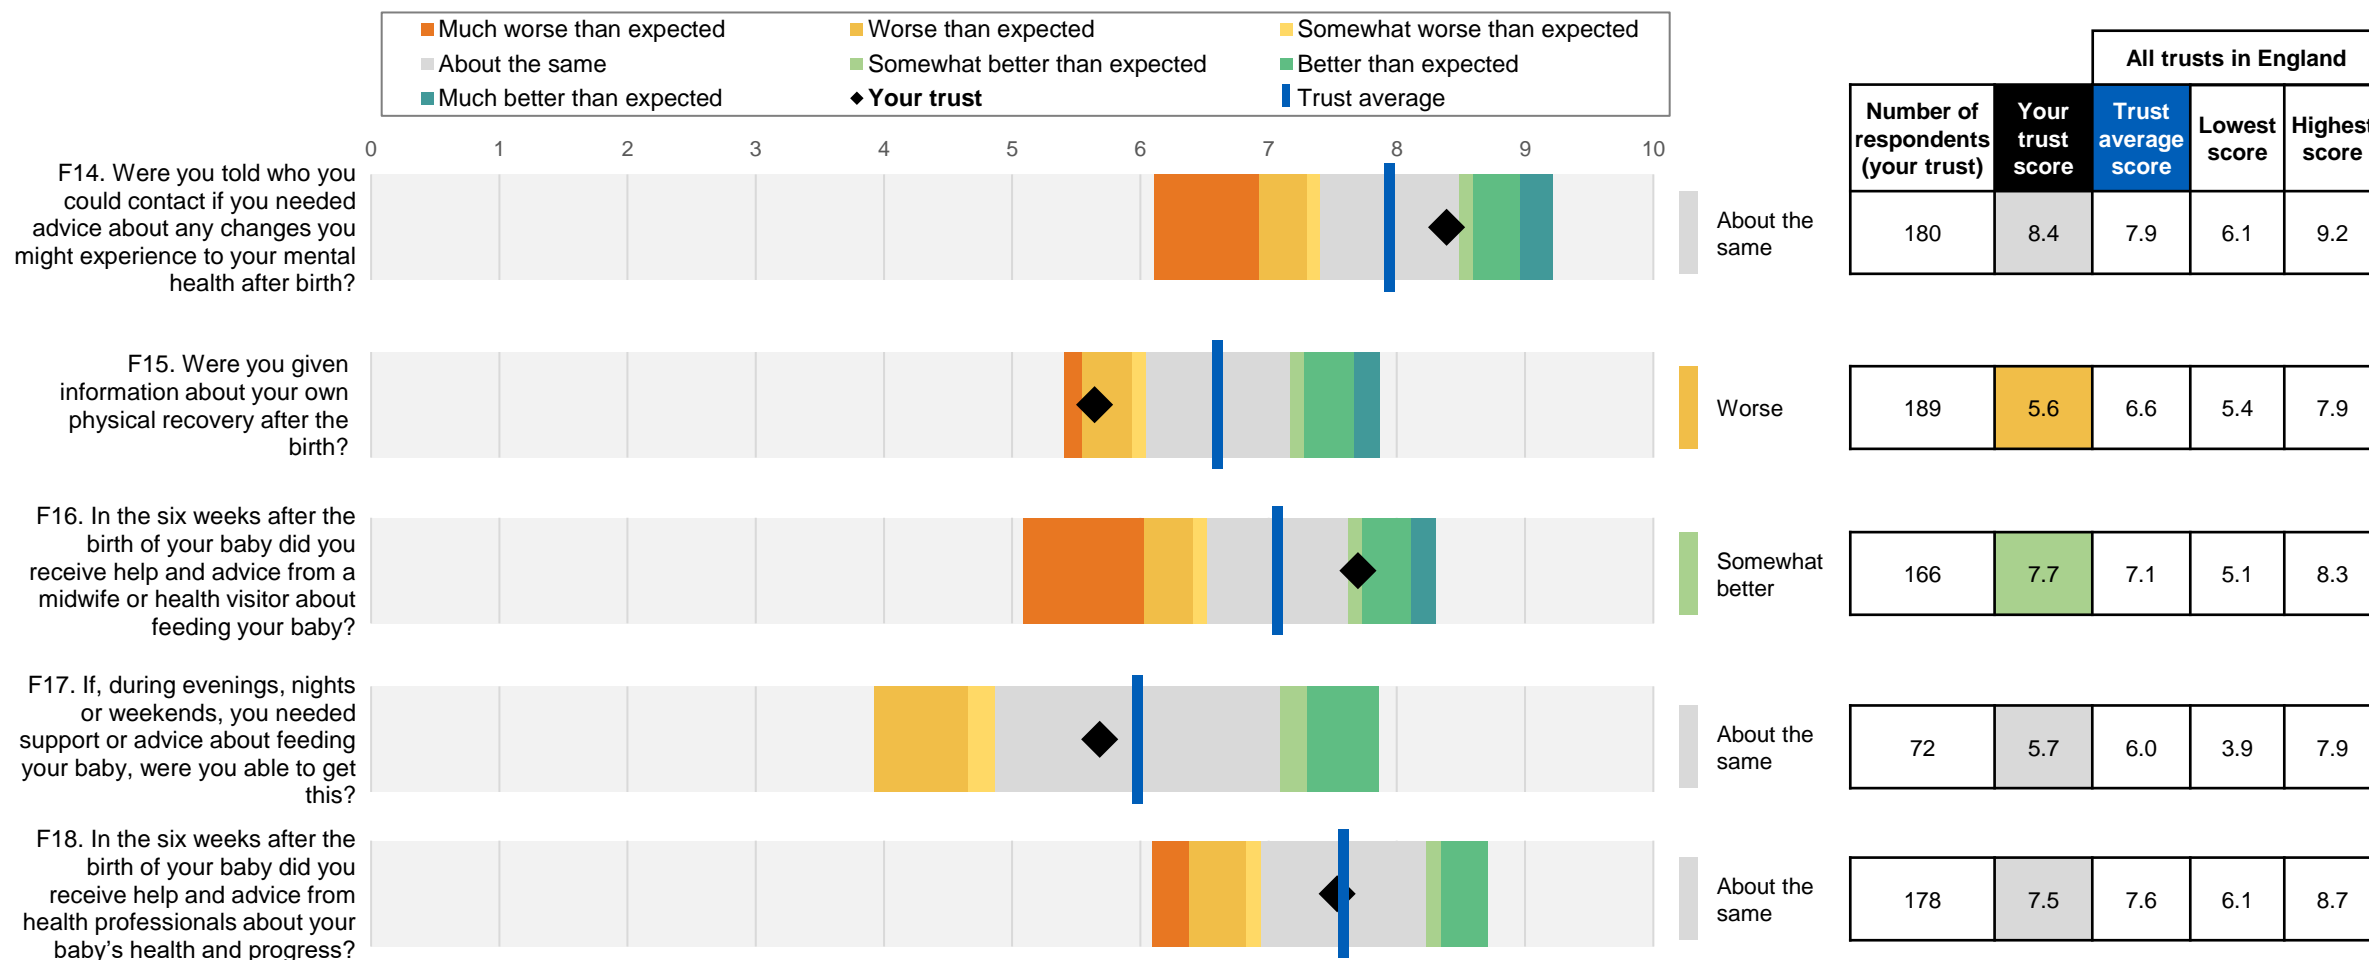 Much worse than expected
Worse than expected
Somewhat worse than expected
About the same
Somewhat better than expected
Better than expected
Much better than expected
Your trust
Trust average
All trusts in England
Number of respondents (your trust)
Your trust score
Trust average score
Lowest score
Highest score
0 1 2 3 4 5 6 7 8 9 10
F14. Were you told who you
could contact if you needed
advice about any changes you
might experience to your mental
health after birth?
About the
same
180 8.4 7.9 6.1 9.2
F15. Were you given
information about your own
physical recovery after the
birth?
Worse
189 5.6 6.6 5.4 7.9
F16. In the six weeks after the
birth of your baby did you
receive help and advice from a
midwife or health visitor about
feeding your baby?
Somewhat
better
166 7.7 7.1 5.1 8.3
F17. If, during evenings, nights
or weekends, you needed
support or advice about feeding
your baby, were you able to get
this?
About the
same
72 5.7 6.0 3.9 7.9
F18. In the six weeks after the
birth of your baby did you
receive help and advice from
health professionals about your
baby's health and progress?
About the
same
178 7.5 7.6 6.1 8.7